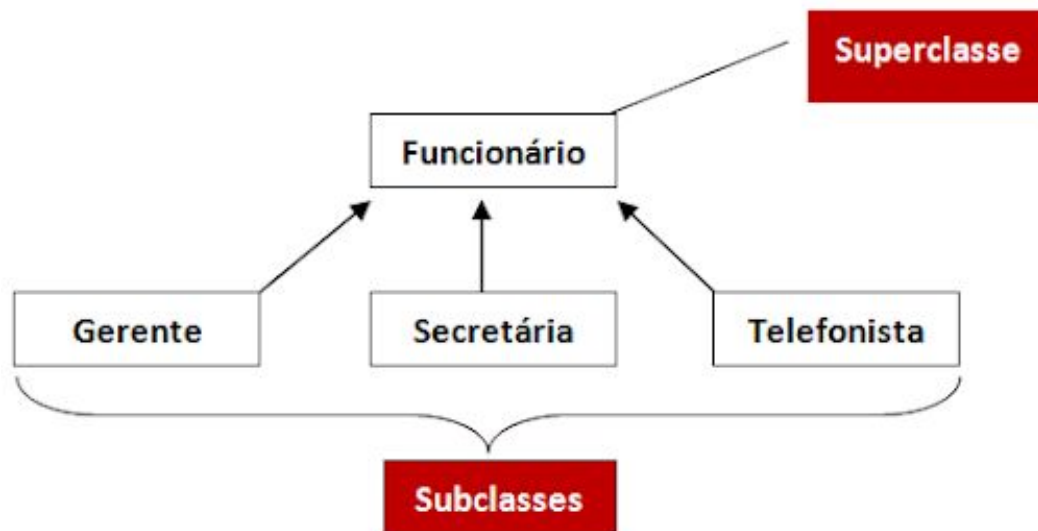 Superclasse
Funcionário
Gerente
Secretária
Telefonista
Subclasses